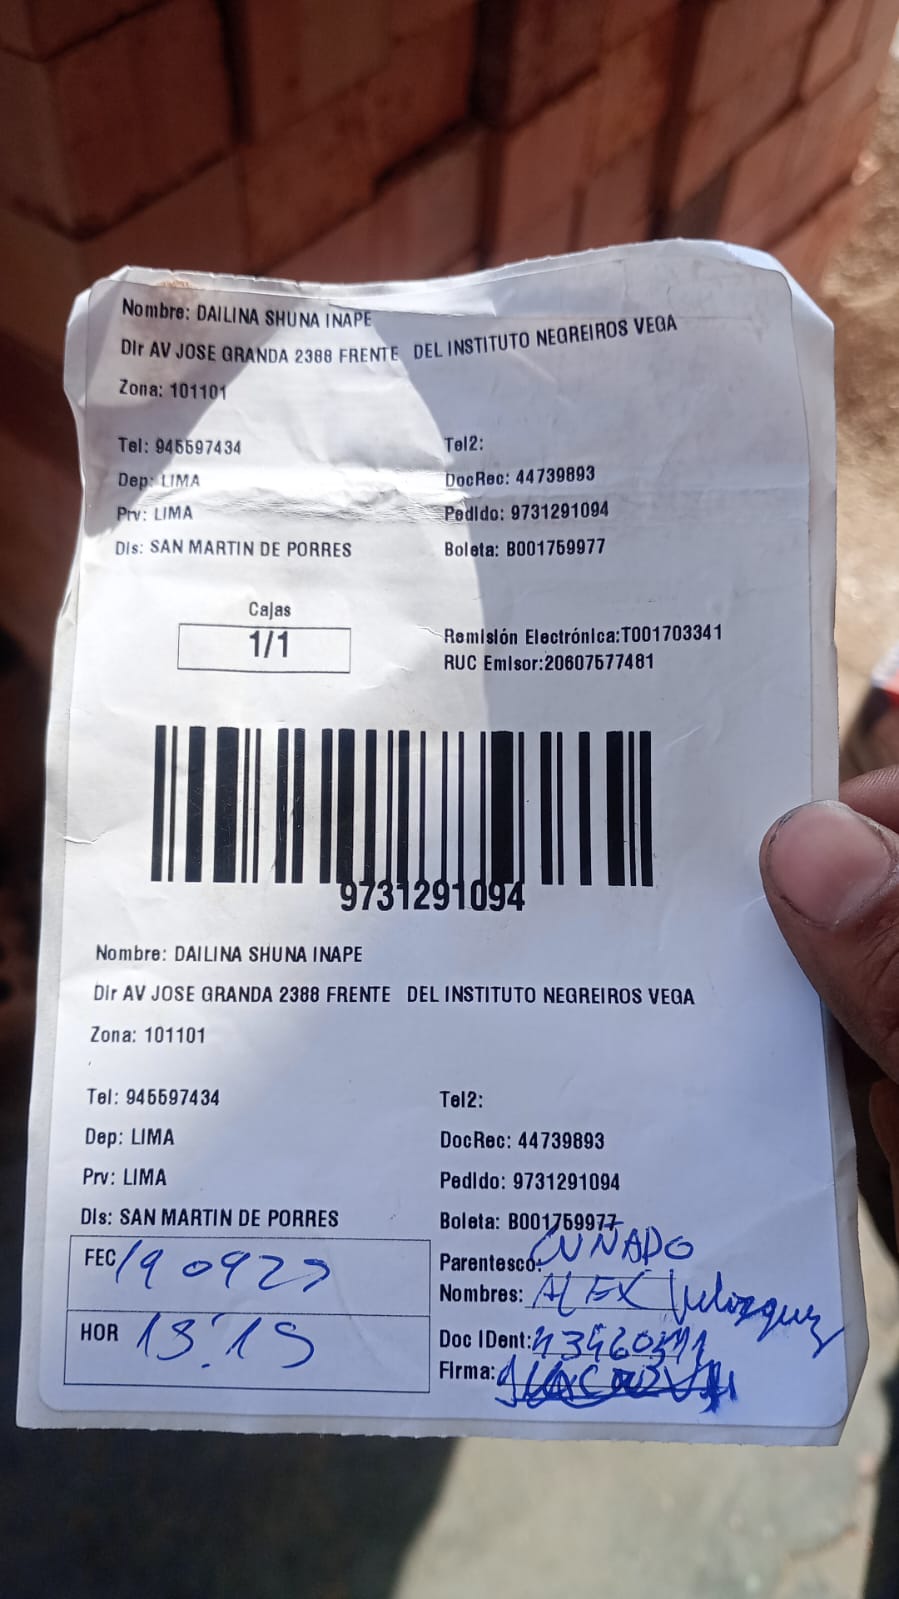 Nombre: DAILINA SHUNA INAPE
Dir AV JOSE GRANDA 2388 FRENTE DEL INSTITUTO NEGREIROS VEGA
Zona: 101101
Tel: 945597434 Tel2:
Dep: LIMA DocRec: 44739893
Prv: LIMA Pedido: 9731291094
Dis: SAN MARTIN DE PORRES Boleta: B001759977
Cajas
1/1
Remisión Electrónica:T001703341
RUC Emisor:20607577481
9731291094
Nombre: DAILINA SHUNA INAPE
Dir AV JOSE GRANDA 2388 FRENTE DEL INSTITUTO NEGREIROS VEGA
Zona: 101101
Tel: 945597434 Tel2:
Dep: LIMA DocRec: 44739893
Prv: LIMA Pedido: 9731291094
Dis: SAN MARTIN DE PORRES Boleta: B001759977
FEC Parentesco: CUÑADO
Nombres: ALEX Velazquez
HOR 13:15 Doc IDent:
Firma: